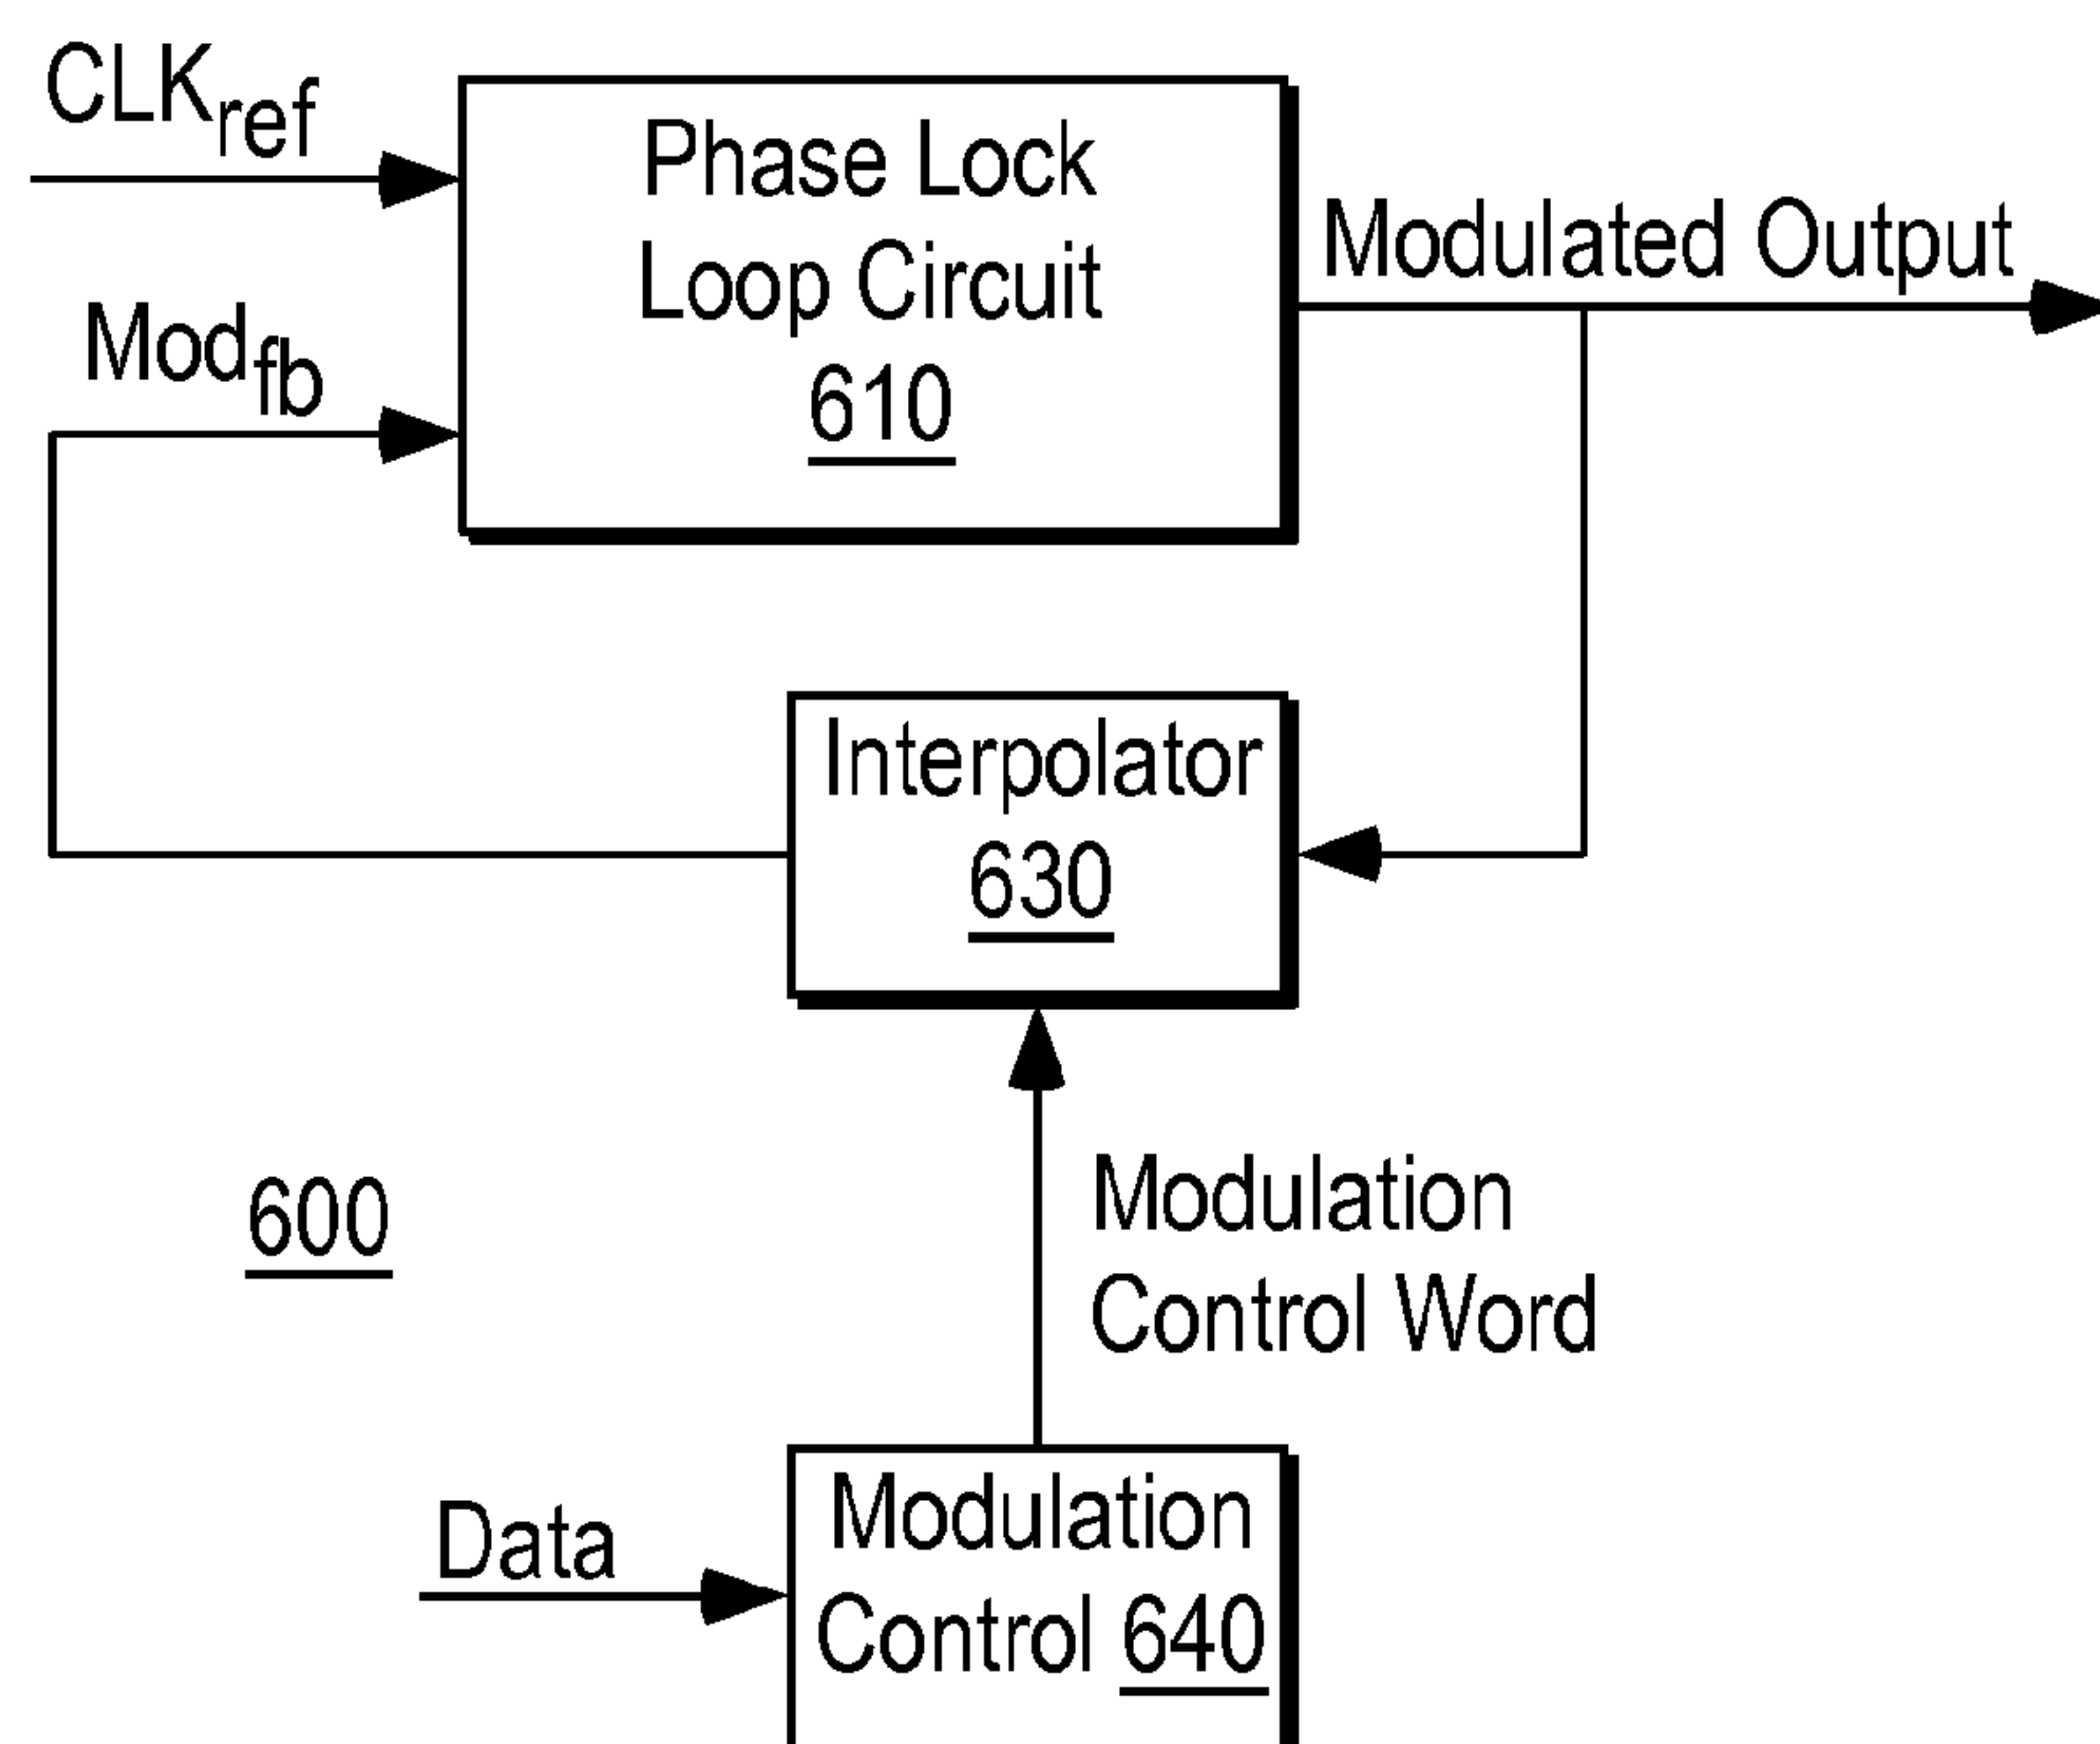 CLKref
Phase Lock
Loop Circuit
610
Modulated Output
Modfb
Interpolator
630
600
Modulation
Control Word
Data
Modulation
Control 640